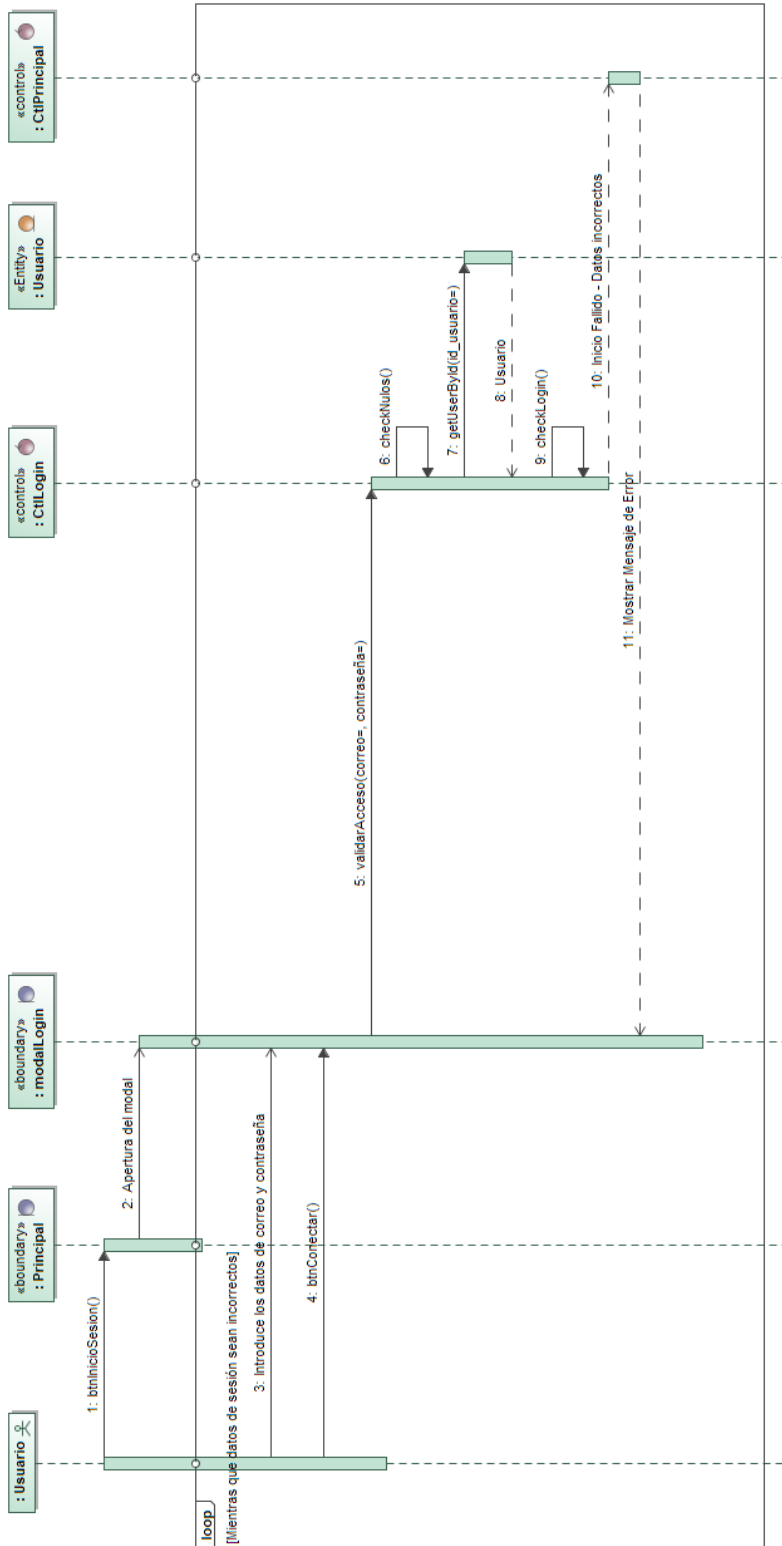 : Usuario
«boundary»
: Principal
«boundary»
: modalLogin
«control»
: CtlLogin
«Entity»
: Usuario
«control»
: CtlPrincipal
1: btnInicioSesion()
2: Apertura del modal
loop
[Mientras que datos de sesión sean incorrectos]
3: Introduce los datos de correo y contraseña
4: btnConectar()
5: validarAcceso(correo=, contraseña=)
6: checkNulos()
7: getUserById(id_usuario=)
8: Usuario
9: checkLogin()
10: Inicio Fallido - Datos incorrectos
11: Mostrar Mensaje de Error